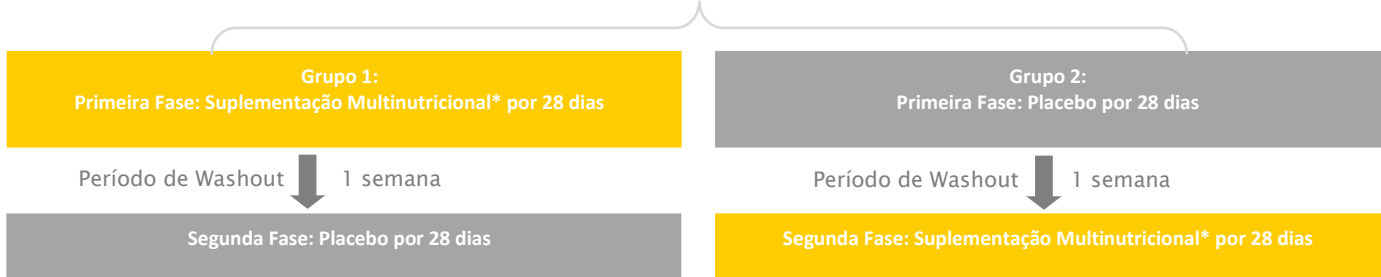 Grupo 1:
Primeira Fase: Suplementação Multinutricional* por 28 dias
Grupo 2:
Primeira Fase: Placebo por 28 dias
Período de Washout 1 semana
Período de Washout 1 semana
Segunda Fase: Placebo por 28 dias
Segunda Fase: Suplementação Multinutricional* por 28 dias